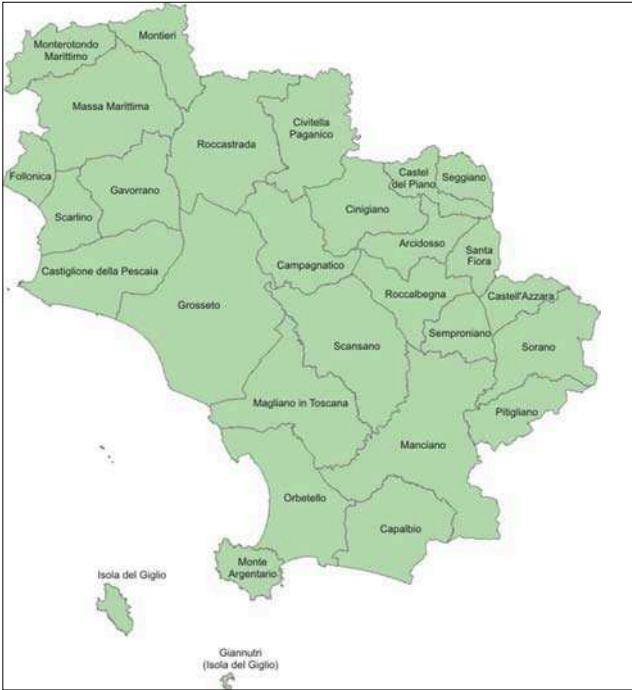 Montieri
Monterotondo
Marittimo
Massa Marittima
Civitella
Paganico
Roccastrada
Follonica
Gavorrano
Scarlino
Castel
del Piano
Seggiano
Cinigiano
Arcidosso
Santa
Fiora
Castiglione della Pescaia
Campagnatico
Grosseto
Roccalbegna
Castell'Azzara
Semproniano
Scansano
Sorano
Magliano in Toscana
Pitigliano
Manciano
Orbetello
Capalbio
Monte
Argentario
Isola del Giglio
Giannutri
(Isola del Giglio)